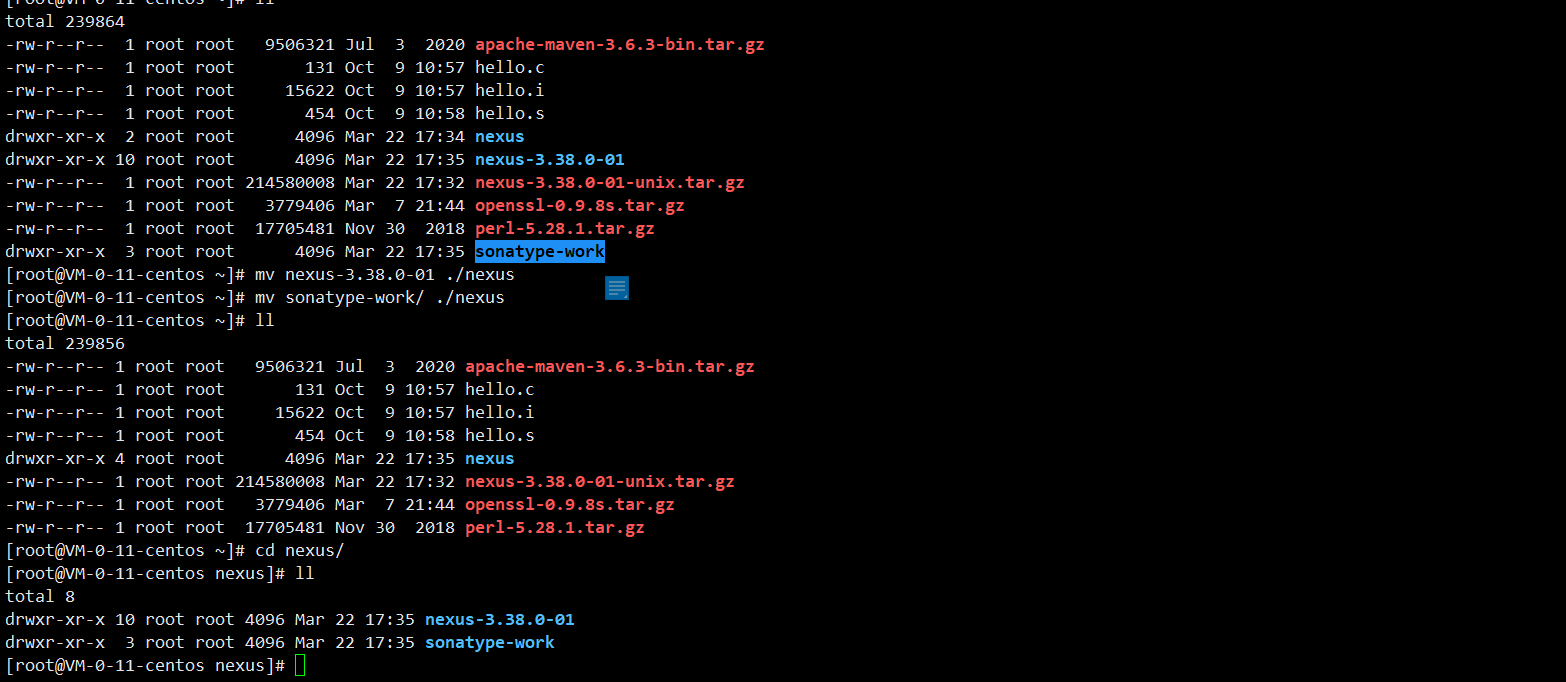 [root@VM-0-11-centos ~]# ll
total 239864
-rw-r--r--  1 root root   9506321 Jul  3  2020 apache-maven-3.6.3-bin.tar.gz
-rw-r--r--  1 root root       131 Oct  9 10:57 hello.c
-rw-r--r--  1 root root     15622 Oct  9 10:57 hello.i
-rw-r--r--  1 root root       454 Oct  9 10:58 hello.s
drwxr-xr-x  2 root root      4096 Mar 22 17:34 nexus
drwxr-xr-x 10 root root      4096 Mar 22 17:35 nexus-3.38.0-01
-rw-r--r--  1 root root 214580008 Mar 22 17:32 nexus-3.38.0-01-unix.tar.gz
-rw-r--r--  1 root root   3779406 Mar  7 21:44 openssl-0.9.8s.tar.gz
-rw-r--r--  1 root root  17705481 Nov 30  2018 perl-5.28.1.tar.gz
drwxr-xr-x  3 root root      4096 Mar 22 17:35 sonatype-work
[root@VM-0-11-centos ~]# mv nexus-3.38.0-01 ./nexus
[root@VM-0-11-centos ~]# mv sonatype-work/ ./nexus
[root@VM-0-11-centos ~]# ll
total 239856
-rw-r--r-- 1 root root   9506321 Jul  3  2020 apache-maven-3.6.3-bin.tar.gz
-rw-r--r-- 1 root root       131 Oct  9 10:57 hello.c
-rw-r--r-- 1 root root     15622 Oct  9 10:57 hello.i
-rw-r--r-- 1 root root       454 Oct  9 10:58 hello.s
drwxr-xr-x 4 root root      4096 Mar 22 17:35 nexus
-rw-r--r-- 1 root root 214580008 Mar 22 17:32 nexus-3.38.0-01-unix.tar.gz
-rw-r--r-- 1 root root   3779406 Mar  7 21:44 openssl-0.9.8s.tar.gz
-rw-r--r-- 1 root root  17705481 Nov 30  2018 perl-5.28.1.tar.gz
[root@VM-0-11-centos ~]# cd nexus/
[root@VM-0-11-centos nexus]# ll
total 8
drwxr-xr-x 10 root root 4096 Mar 22 17:35 nexus-3.38.0-01
drwxr-xr-x  3 root root 4096 Mar 22 17:35 sonatype-work
[root@VM-0-11-centos nexus]#